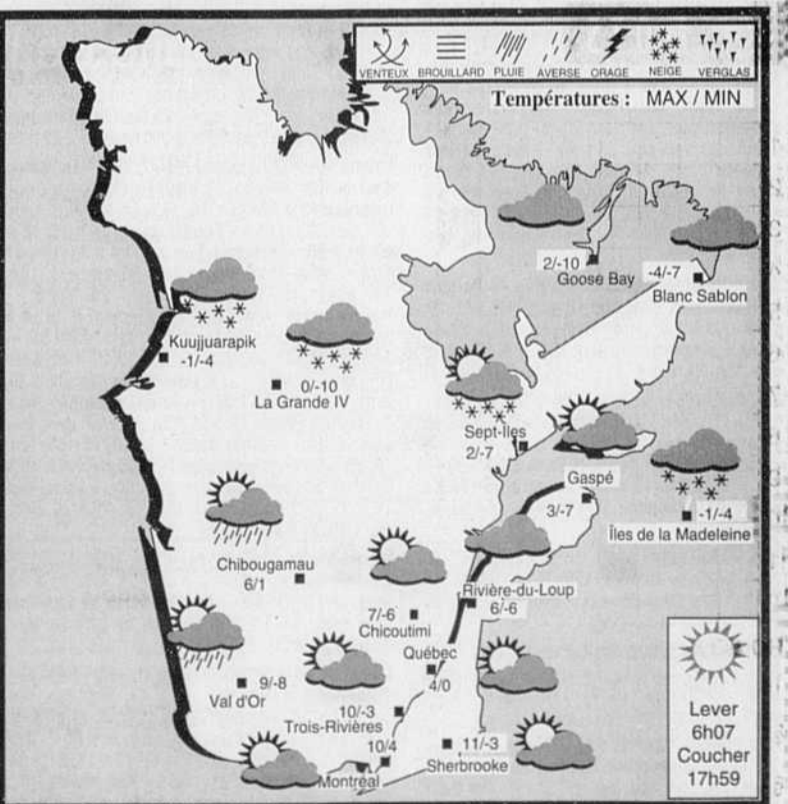 VENTEUX BROUILLARD PLUIE AVERSE ORAGE NEIGE VERGLAS
Températures : MAX / MIN
2/-10
Goose Bay
-4/-7
Blanc Sablon
Kuujjuarapik
-1/-4
0/-10
La Grande IV
Sept-Iles
2/-7
Gaspé
3/-7
-1/-4
Îles de la Madeleine
Chibougamau
6/1
Rivière-du-Loup
6/-6
7/-6
Chicoutimi
Québec
4/0
9/-8
Val d'Or
10/-3
Trois-Rivières
10/4
Montréal
11/-3
Sherbrooke
Lever
6h07
Coucher
17h59